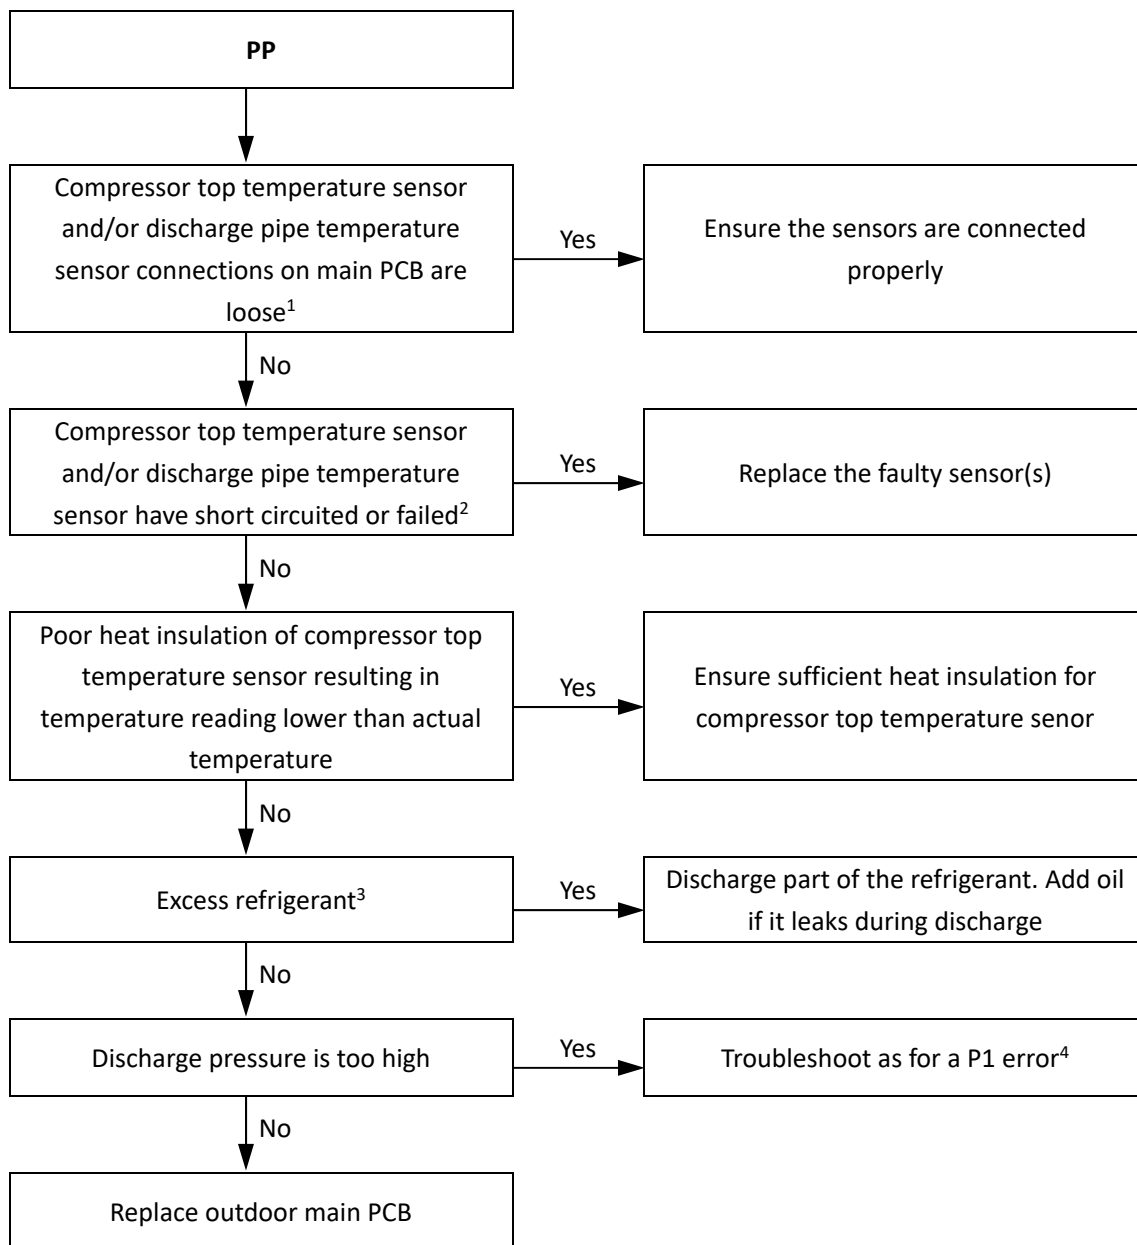 PP
Compressor top temperature sensor
and/or discharge pipe temperature
sensor connections on main PCB are
loose¹
Yes
Ensure the sensors are connected
properly
No
Compressor top temperature sensor
and/or discharge pipe temperature
sensor have short circuited or failed²
Yes
Replace the faulty sensor(s)
No
Poor heat insulation of compressor top
temperature sensor resulting in
temperature reading lower than actual
temperature
Yes
Ensure sufficient heat insulation for
compressor top temperature senor
No
Excess refrigerant³
Yes
Discharge part of the refrigerant. Add oil
if it leaks during discharge
No
Discharge pressure is too high
Yes
Troubleshoot as for a P1 error⁴
No
Replace outdoor main PCB